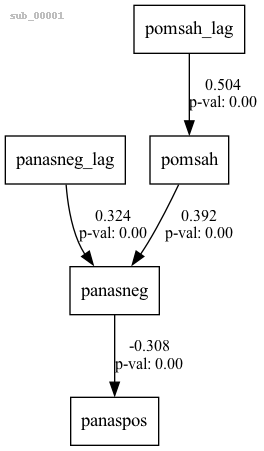 sub_00001
pomsah_lag
0.504
p-val: 0.00
panasneg_lag
pomsah
0.324
p-val: 0.00
0.392
p-val: 0.00
panasneg
-0.308
p-val: 0.00
panaspos